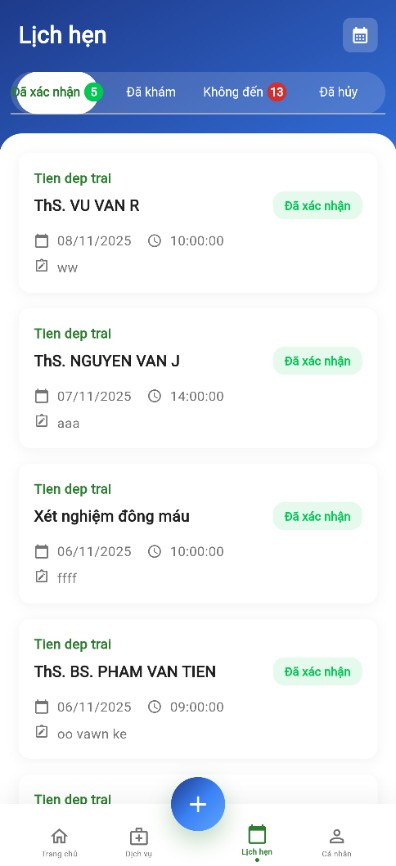 Lịch hẹn
Đã xác nhận 5 Đã khám Không đến 13 Đã hủy
Tien dep trai
ThS. VU VAN R
Đã xác nhận
08/11/2025 10:00:00
ww
Tien dep trai
ThS. NGUYEN VAN J
Đã xác nhận
07/11/2025 14:00:00
aaa
Tien dep trai
Xét nghiệm đông máu
Đã xác nhận
06/11/2025 10:00:00
ffff
Tien dep trai
ThS. BS. PHAM VAN TIEN
Đã xác nhận
06/11/2025 09:00:00
oo vawn ke
Tien dep trai
Trang chủ Dịch vụ Lịch hẹn Cá nhân